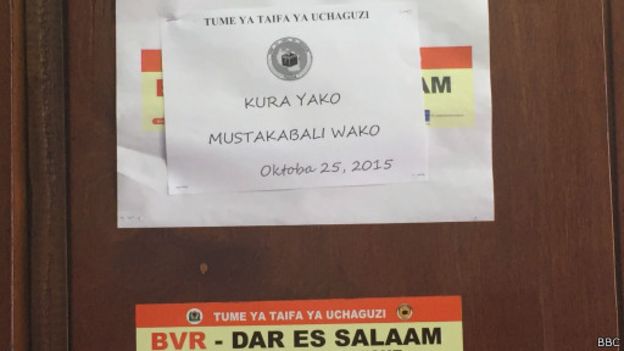 TUME YA TAIFA YA UCHAGUZI
AM
KURA YAKO
MUSTAKABALI WAKO
Oktoba 25, 2015
TUME YA TAIFA YA UCHAGUZI
BVR - DAR ES SALAAM
BBC